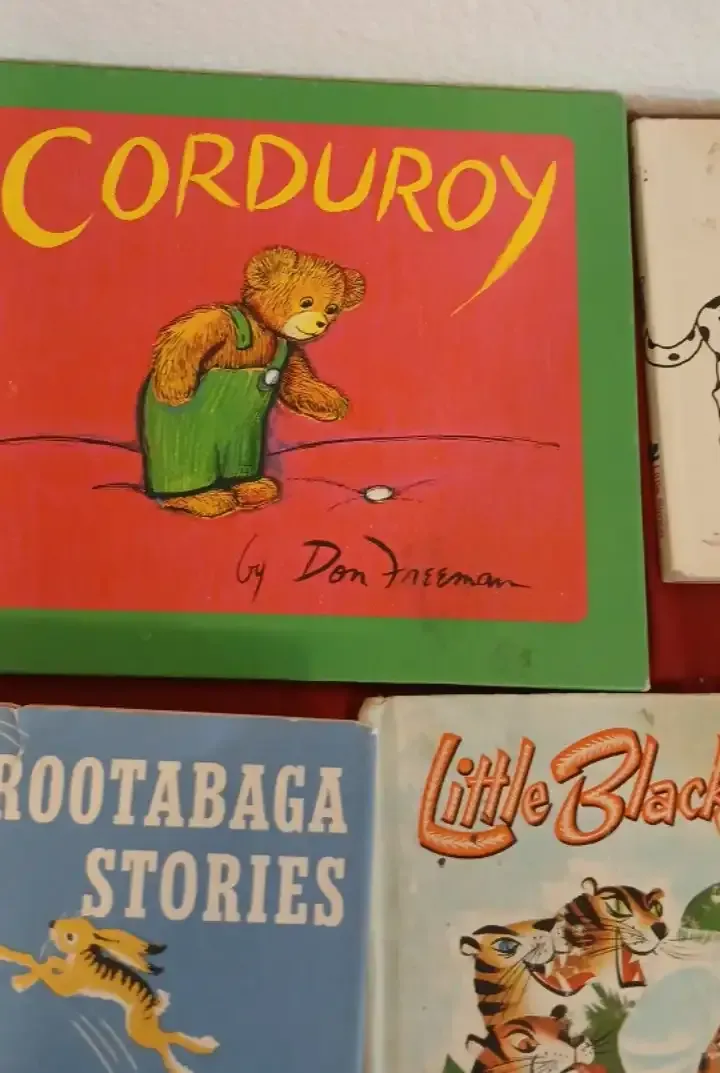 CORDUROY
by Don Freeman
ROOTABAGA
STORIES
Little Black